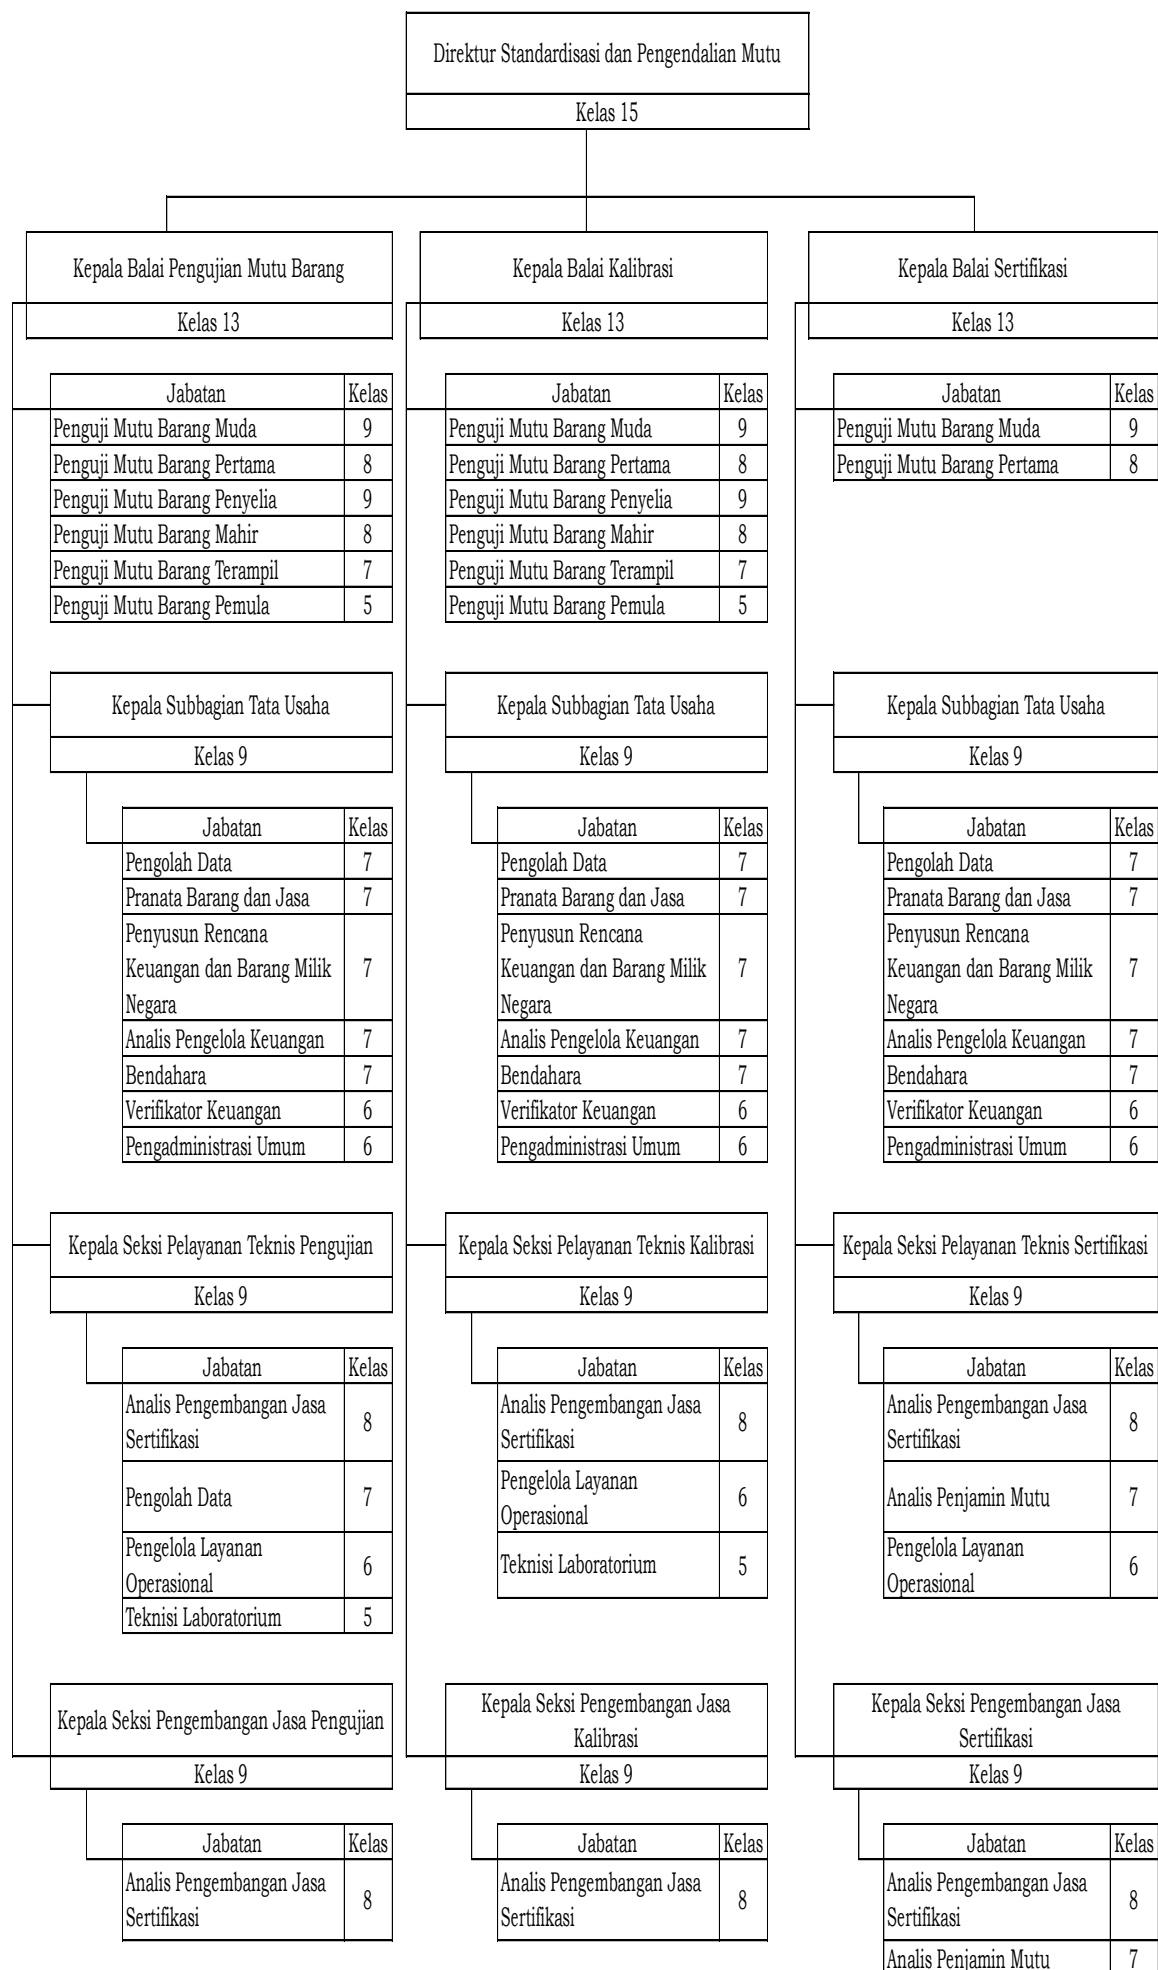 Direktur Standardisasi dan Pengendalian Mutu
Kelas 15
Kepala Balai Pengujian Mutu Barang
Kelas 13
Jabatan Kelas
Penguji Mutu Barang Muda 9
Penguji Mutu Barang Pertama 8
Penguji Mutu Barang Penyelia 9
Penguji Mutu Barang Mahir 8
Penguji Mutu Barang Terampil 7
Penguji Mutu Barang Pemula 5
Kepala Subbagian Tata Usaha
Kelas 9
Jabatan Kelas
Pengolah Data 7
Pranata Barang dan Jasa 7
Penyusun Rencana
Keuangan dan Barang Milik 7
Negara
Analis Pengelola Keuangan 7
Bendahara 7
Verifikator Keuangan 6
Pengadministrasi Umum 6
Kepala Seksi Pelayanan Teknis Pengujian
Kelas 9
Jabatan Kelas
Analis Pengembangan Jasa
Sertifikasi 8
Pengolah Data 7
Pengelola Layanan
Operasional 6
Teknisi Laboratorium 5
Kepala Seksi Pengembangan Jasa Pengujian
Kelas 9
Jabatan Kelas
Analis Pengembangan Jasa
Sertifikasi 8
Kepala Balai Kalibrasi
Kelas 13
Jabatan Kelas
Penguji Mutu Barang Muda 9
Penguji Mutu Barang Pertama 8
Penguji Mutu Barang Penyelia 9
Penguji Mutu Barang Mahir 8
Penguji Mutu Barang Terampil 7
Penguji Mutu Barang Pemula 5
Kepala Subbagian Tata Usaha
Kelas 9
Jabatan Kelas
Pengolah Data 7
Pranata Barang dan Jasa 7
Penyusun Rencana
Keuangan dan Barang Milik 7
Negara
Analis Pengelola Keuangan 7
Bendahara 7
Verifikator Keuangan 6
Pengadministrasi Umum 6
Kepala Seksi Pelayanan Teknis Kalibrasi
Kelas 9
Jabatan Kelas
Analis Pengembangan Jasa
Sertifikasi 8
Pengelola Layanan
Operasional 6
Teknisi Laboratorium 5
Kepala Seksi Pengembangan Jasa
Kalibrasi
Kelas 9
Jabatan Kelas
Analis Pengembangan Jasa
Sertifikasi 8
Kepala Balai Sertifikasi
Kelas 13
Jabatan Kelas
Penguji Mutu Barang Muda 9
Penguji Mutu Barang Pertama 8
Kepala Subbagian Tata Usaha
Kelas 9
Jabatan Kelas
Pengolah Data 7
Pranata Barang dan Jasa 7
Penyusun Rencana
Keuangan dan Barang Milik 7
Negara
Analis Pengelola Keuangan 7
Bendahara 7
Verifikator Keuangan 6
Pengadministrasi Umum 6
Kepala Seksi Pelayanan Teknis Sertifikasi
Kelas 9
Jabatan Kelas
Analis Pengembangan Jasa
Sertifikasi 8
Analis Penjamin Mutu 7
Pengelola Layanan
Operasional 6
Kepala Seksi Pengembangan Jasa
Sertifikasi
Kelas 9
Jabatan Kelas
Analis Pengembangan Jasa
Sertifikasi 8
Analis Penjamin Mutu 7